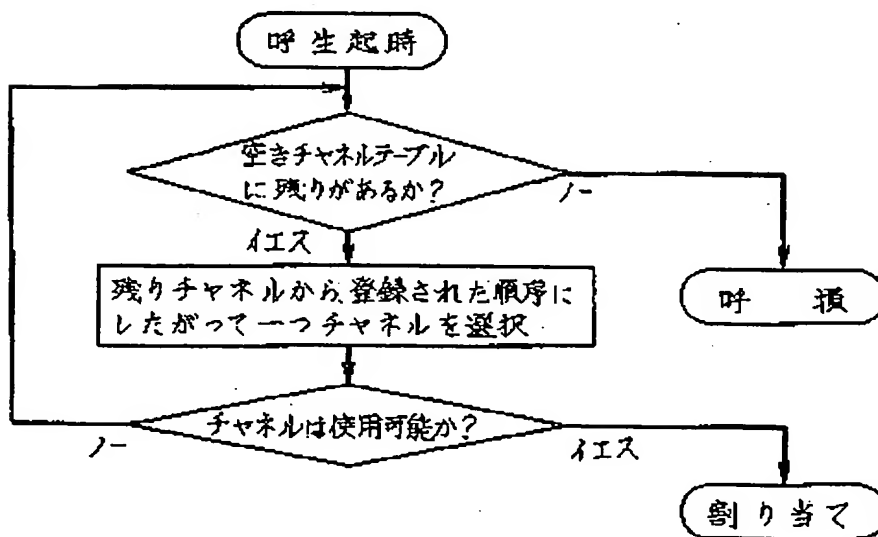 呼生起時
空きチャネルテーブル
に残りがあるか?
ノー
イエス
残りチャネルから、登録された順序に
したがって一つチャネルを選択
呼損
チャネルは使用可能か?
ノー
イエス
割り当て